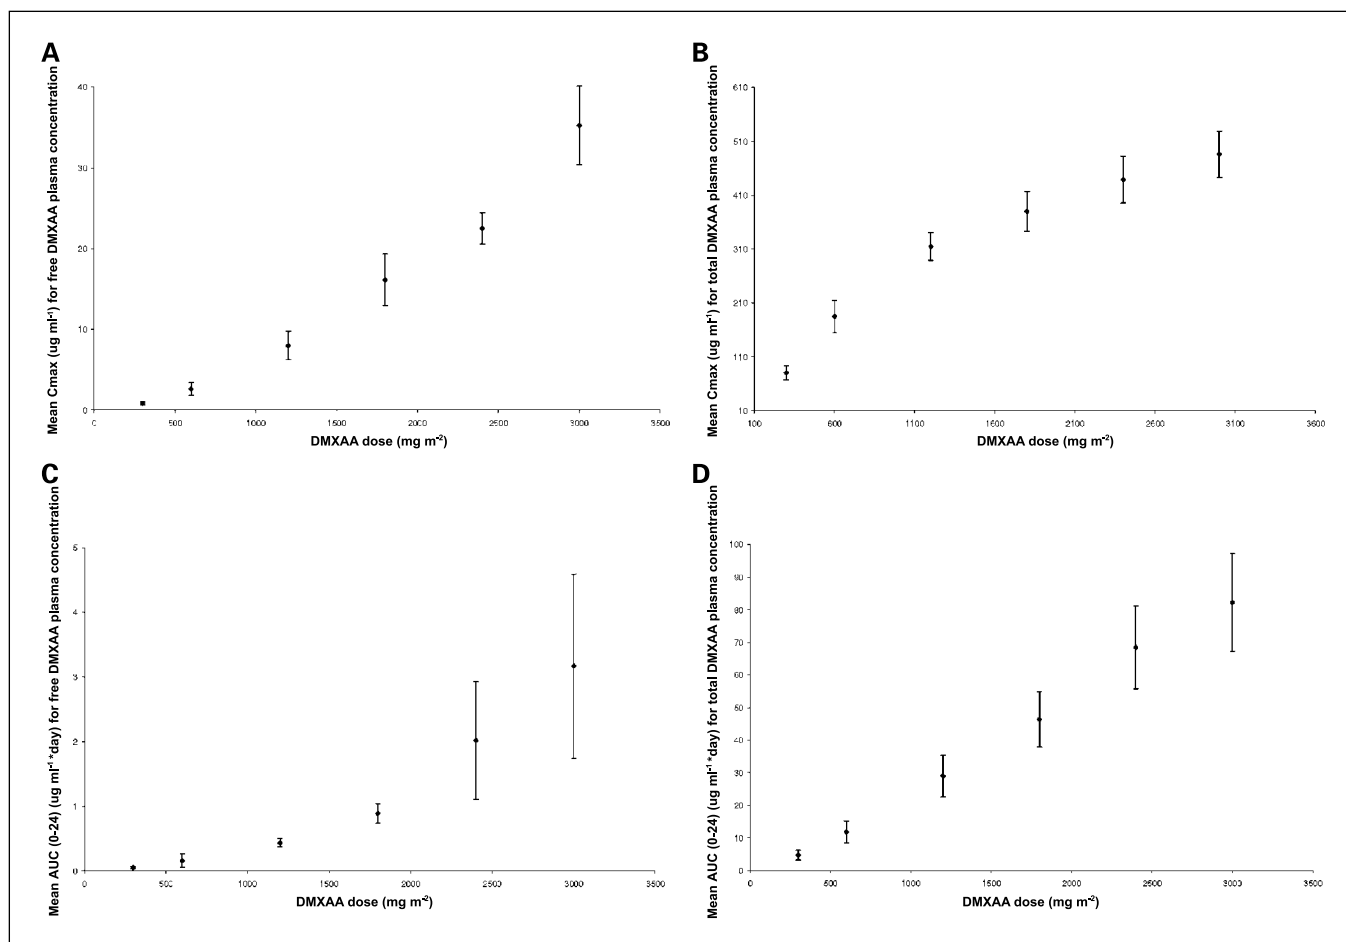 A
Mean Cmax (ug ml-1) for free DMXAA plasma concentration
40
30
20
10
0
0 500 1000 1500 2000 2500 3000 3500
DMXAA dose (mg m-2)
B
Mean Cmax (ug ml-1) for total DMXAA plasma concentration
610
510
410
310
210
110
10
100 600 1100 1600 2100 2600 3100 3600
DMXAA dose (mg m-2)
C
Mean AUC (0-24) (ug ml-1 *day) for free DMXAA plasma concentration
5
4
3
2
1
0
0 500 1000 1500 2000 2500 3000 3500
DMXAA dose (mg m-2)
D
Mean AUC (0-24) (ug ml-1 *day) for total DMXAA plasma concentration
100
90
80
70
60
50
40
30
20
10
0
0 500 1000 1500 2000 2500 3000 3500
DMXAA dose (mg m-2)